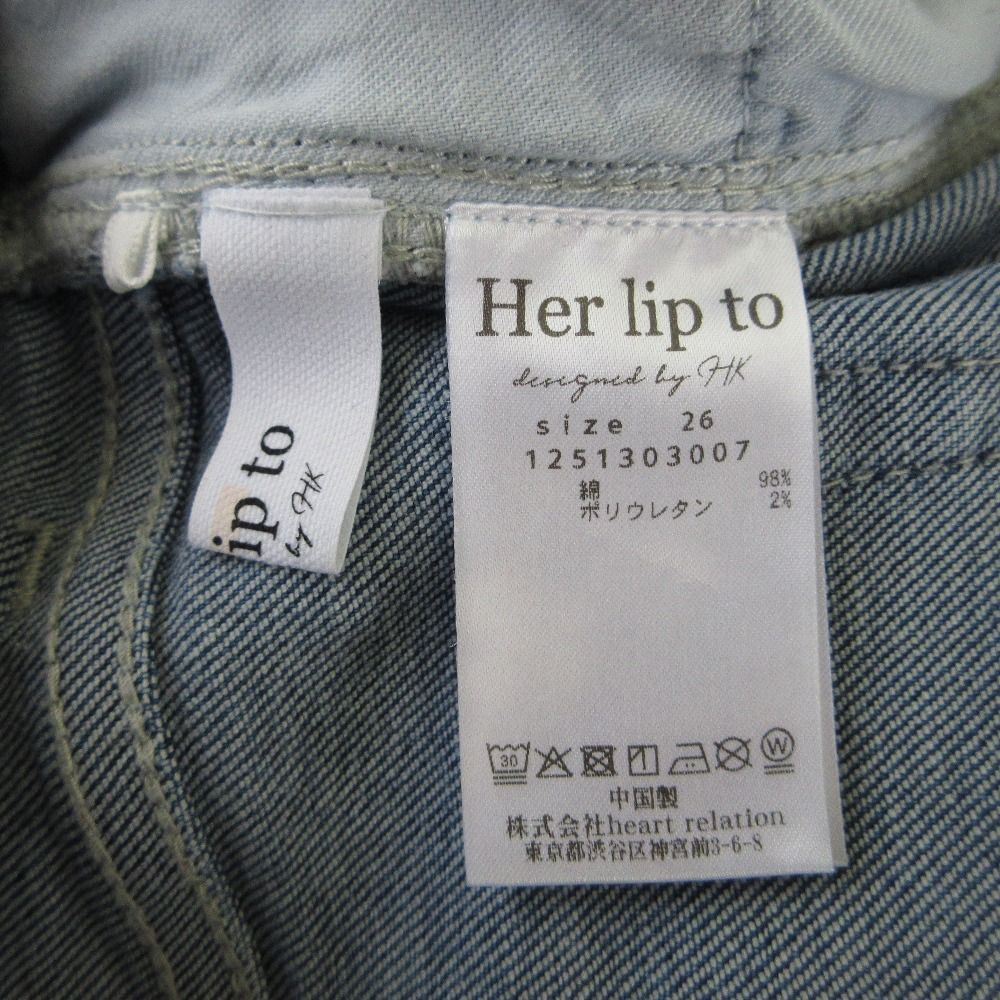 ip to
by HK
Her lip to
designed by HK
size 26
1251303007
綿 98%
ポリウレタン 2%
30
W
中国製
株式会社heart relation
東京都渋谷区神宮前3-6-8